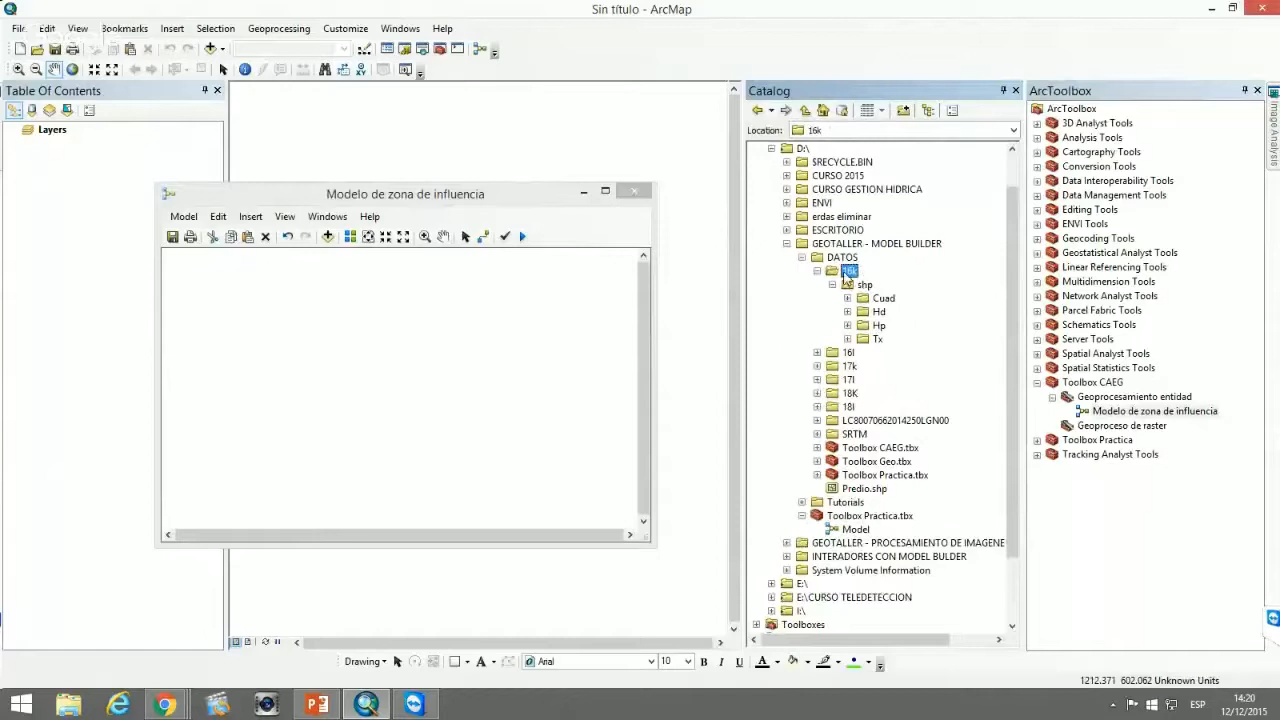 Sin título - ArcMap
File Edit View Bookmarks Insert Selection Geoprocessing Customize Windows Help
Table Of Contents
Layers
Modelo de zona de influencia
Model Edit Insert View Windows Help
Catalog
Location: 16k
D:\
$RECYCLE.BIN
CURSO 2015
CURSO GESTION HIDRICA
ENVI
erdas eliminar
ESCRITORIO
GEOTALLER - MODEL BUILDER
DATOS
16k
shp
Cuad
Hd
Hp
Tx
16l
17k
17l
18K
18l
LC80070662014250LGN00
SRTM
Toolbox CAEG.tbx
Toolbox Geo.tbx
Toolbox Practica.tbx
Predio.shp
Tutorials
Toolbox Practica.tbx
Model
GEOTALLER - PROCESAMIENTO DE IMAGENE
INTERADORES CON MODEL BULDER
System Volume Information
E:\
E:\CURSO TELEDETECCION
I:\
Toolboxes
ArcToolbox
ArcToolbox
3D Analyst Tools
Analysis Tools
Cartography Tools
Conversion Tools
Data Interoperability Tools
Data Management Tools
Editing Tools
ENVI Tools
Geocoding Tools
Geostatistical Analyst Tools
Linear Referencing Tools
Multidimension Tools
Network Analyst Tools
Parcel Fabric Tools
Schematics Tools
Server Tools
Spatial Analyst Tools
Spatial Statistics Tools
Toolbox CAEG
Geoprocesamiento entidad
Modelo de zona de influencia
Geoproceso de raster
Toolbox Practica
Tracking Analyst Tools
Image Analysis
Drawing A Arial 10 B I U A
1212.371 602.062 Unknown Units
ESP
14:20
12/12/2015